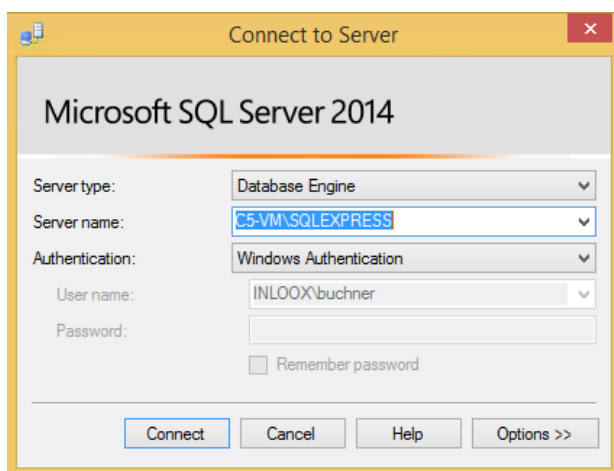 Connect to Server
Microsoft SQL Server 2014
Server type: Database Engine
Server name: C5-VM\SQLEXPRESS
Authentication: Windows Authentication
User name: INLOOX\buchner
Password:
Remember password
Connect Cancel Help Options >>